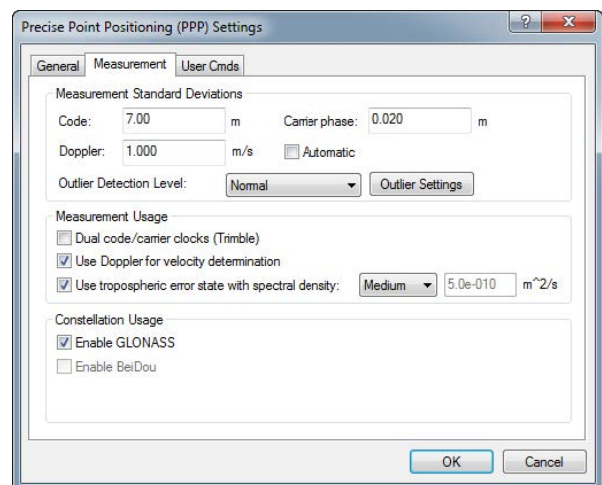 Precise Point Positioning (PPP) Settings
General Measurement User Cmds
Measurement Standard Deviations
Code: 7.00 m Carrier phase: 0.020 m
Doppler: 1.000 m/s Automatic
Outlier Detection Level: Normal Outlier Settings
Measurement Usage
Dual code/carrier clocks (Trimble)
Use Doppler for velocity determination
Use tropospheric error state with spectral density: Medium 5.0e-010 m^2/s
Constellation Usage
Enable GLONASS
Enable BeiDou
OK Cancel